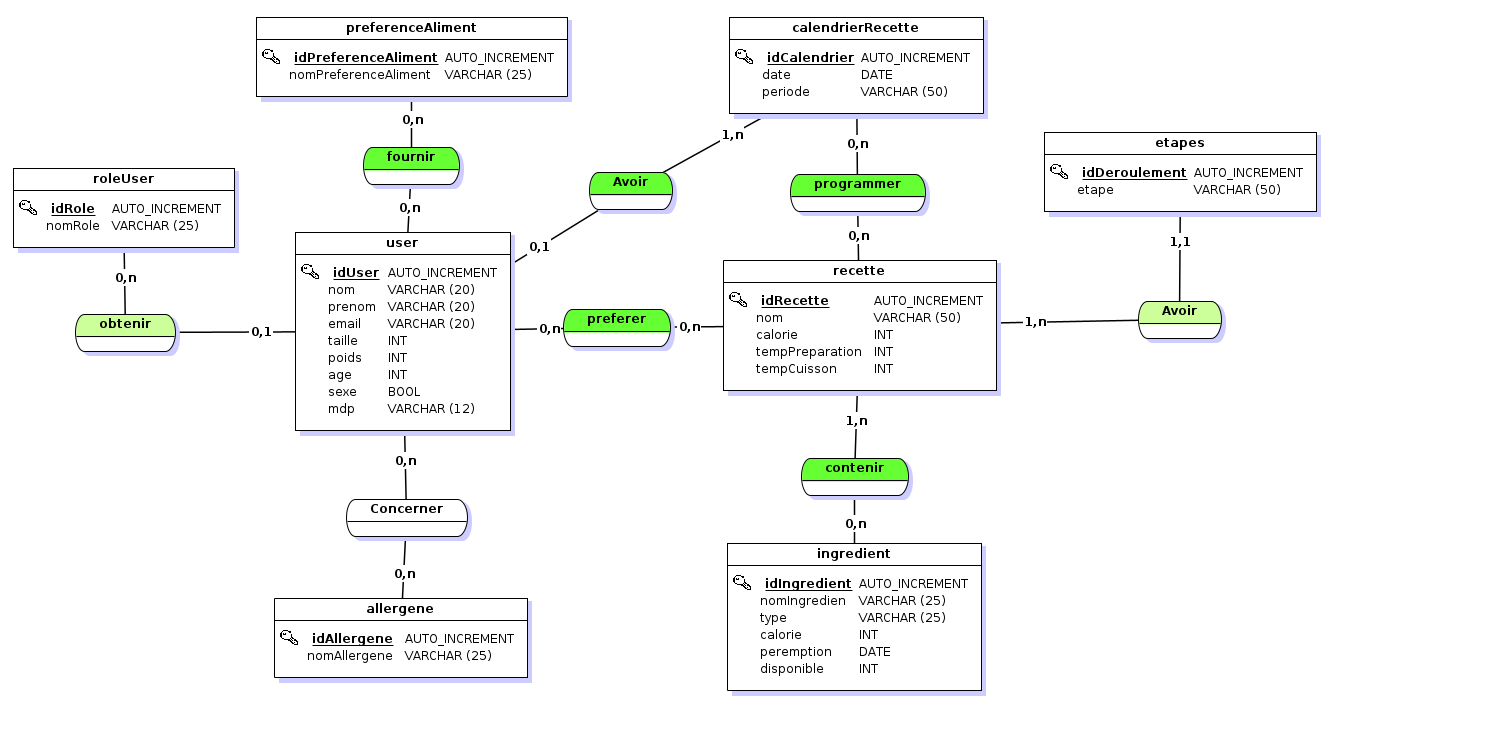 preferenceAliment
idPreferenceAliment AUTO_INCREMENT
nomPreferenceAliment VARCHAR (25)
0,n
fournir
0,n
calendrierRecette
idCalendrier AUTO_INCREMENT
date DATE
periode VARCHAR (50)
1,n
Avoir
0,1
0,n
programmer
0,n
etapes
idDeroulement AUTO_INCREMENT
etape VARCHAR (50)
1,1
Avoir
1,n
roleUser
idRole AUTO_INCREMENT
nomRole VARCHAR (25)
0,n
obtenir
0,1
user
idUser AUTO_INCREMENT
nom VARCHAR (20)
prenom VARCHAR (20)
email VARCHAR (20)
taille INT
poids INT
age INT
sexe BOOL
mdp VARCHAR (12)
0,n
preferer
0,n
recette
idRecette AUTO_INCREMENT
nom VARCHAR (50)
calorie INT
tempPreparation INT
tempCuisson INT
0,n
Concerner
0,n
allergene
idAllergene AUTO_INCREMENT
nomAllergene VARCHAR (25)
1,n
contenir
0,n
ingredient
idIngredient AUTO_INCREMENT
nomIngredien VARCHAR (25)
type VARCHAR (25)
calorie INT
peremption DATE
disponible INT